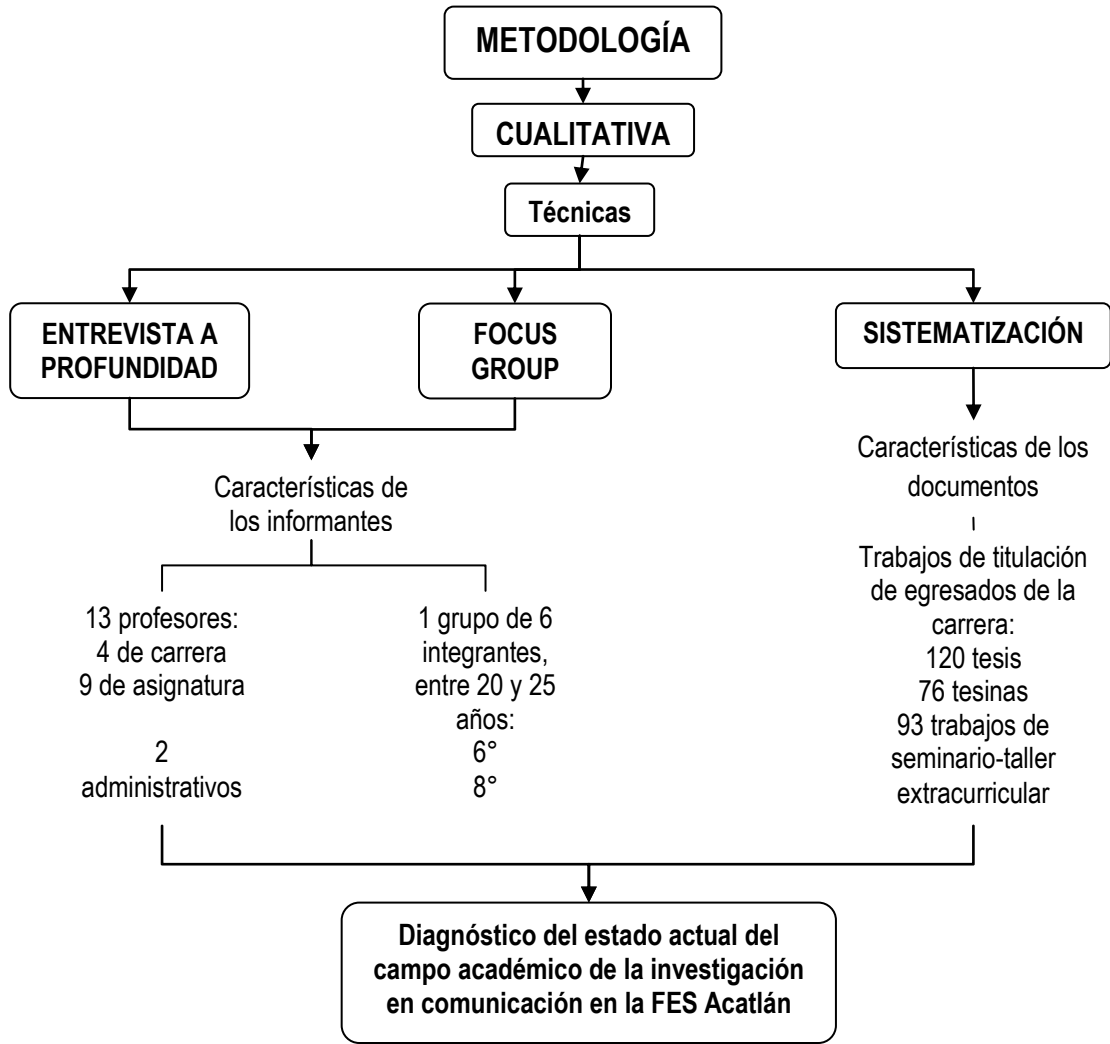 METODOLOGÍA
CUALITATIVA
Técnicas
ENTREVISTA A
PROFUNDIDAD
FOCUS
GROUP
SISTEMATIZACIÓN
Características de
los informantes
13 profesores:
4 de carrera
9 de asignatura
2
administrativos
1 grupo de 6
integrantes,
entre 20 y 25
años:
6°
8°
Características de los
documentos
Trabajos de titulación
de egresados de la
carrera:
120 tesis
76 tesinas
93 trabajos de
seminario-taller
extracurricular
Diagnóstico del estado actual del
campo académico de la investigación
en comunicación en la FES Acatlán